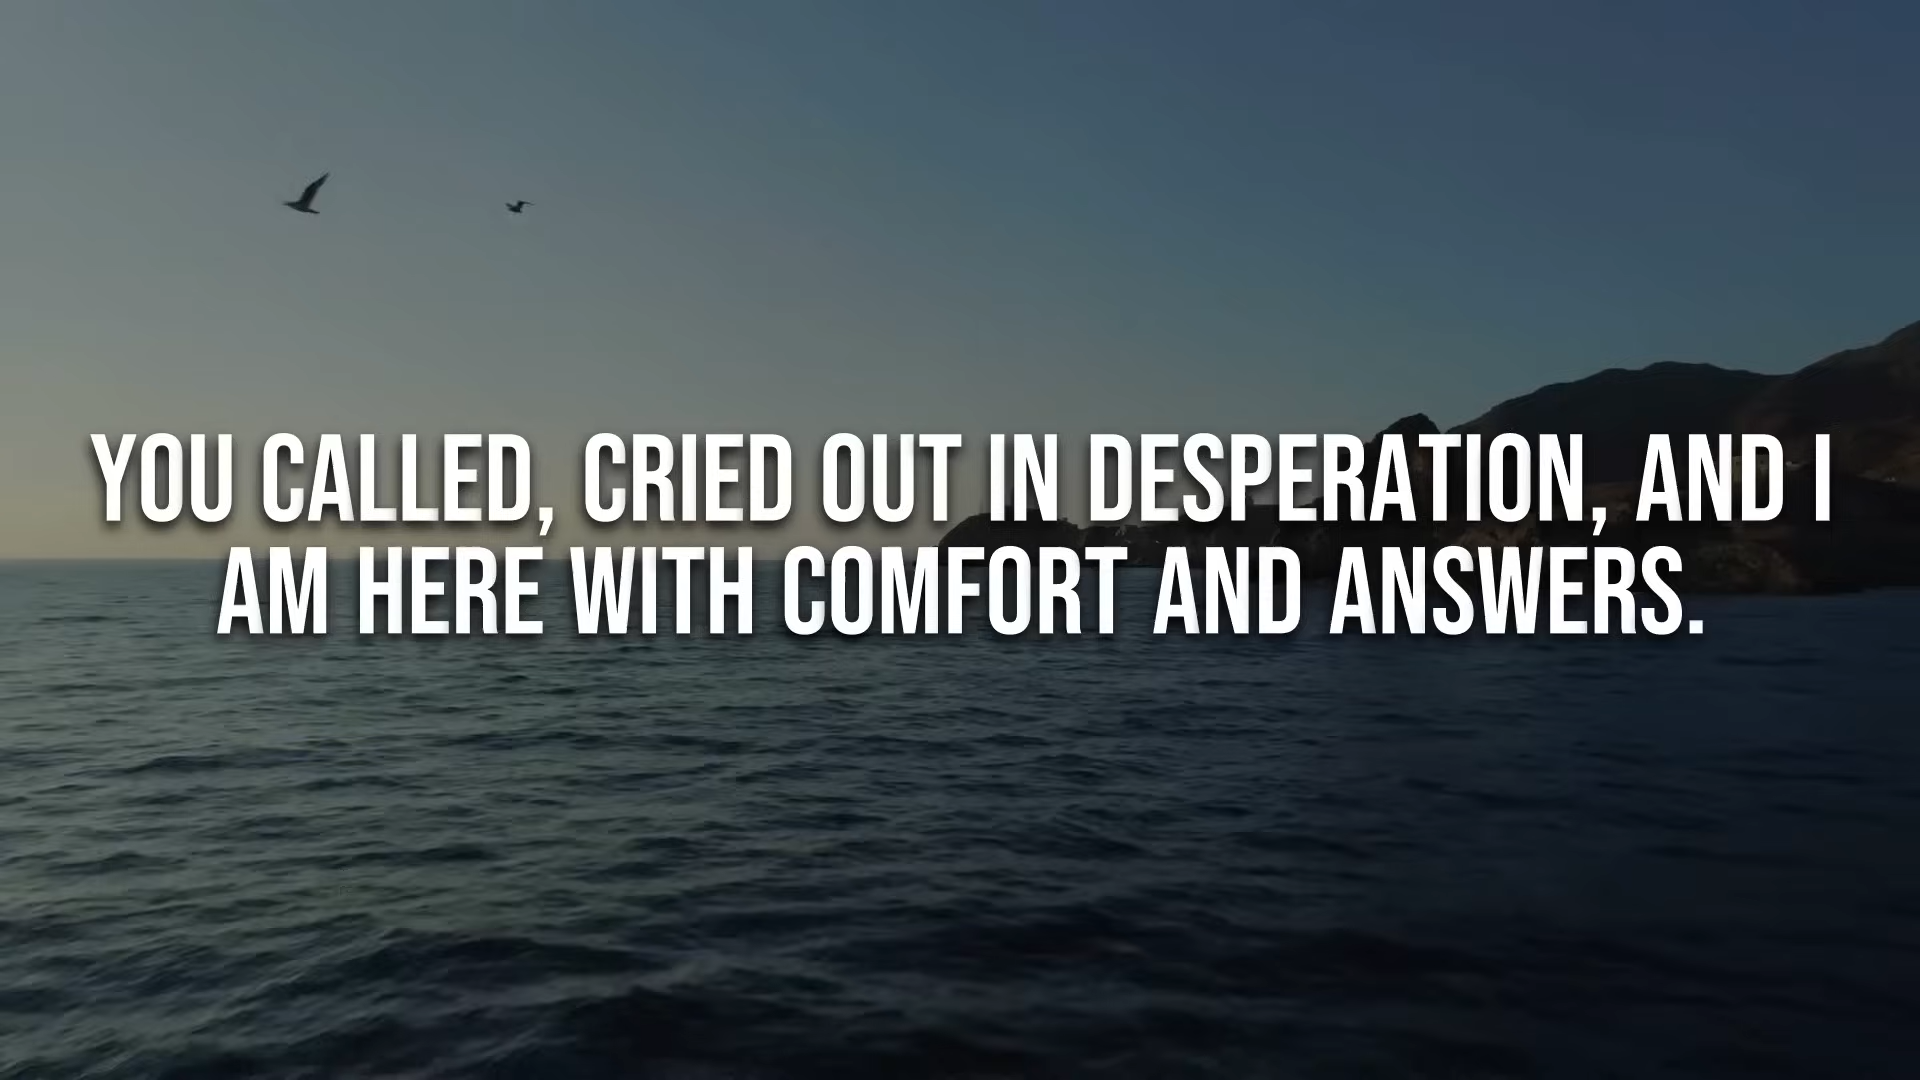 YOU CALLED, CRIED OUT IN DESPERATION, AND I
AM HERE WITH COMFORT AND ANSWERS.